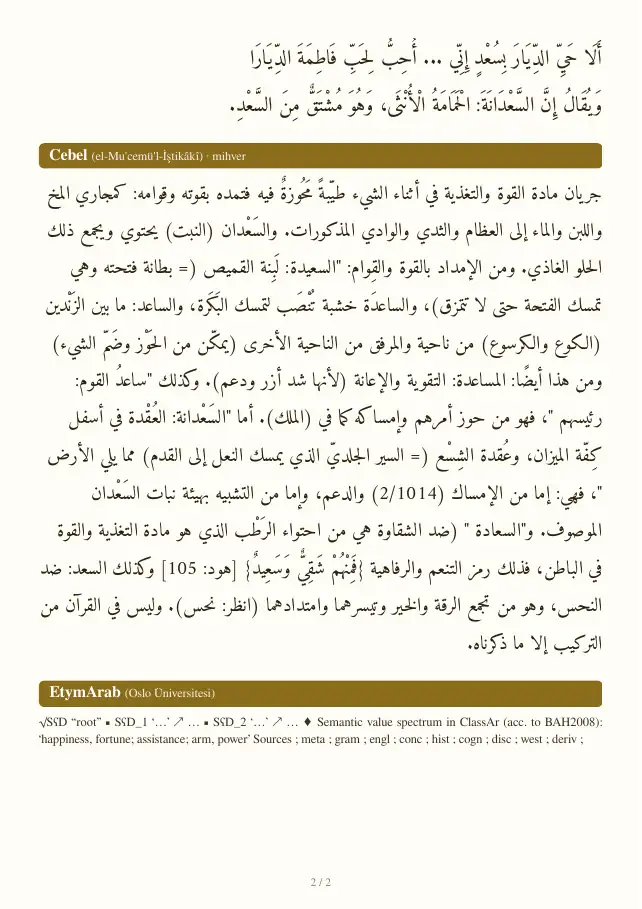 أَلَا حَيِّ الدِّيَارَ بِسُعْدٍ إِنِّي ... أُحِبُّ لِحُبِّ فَاطِمَةَ الدِّيَارَا
وَيُقَالُ إِنَّ السَّعْدَانَةَ: الْحَمَامَةُ الْأُنْثَى، وَهُوَ مُشْتَقٌّ مِنَ السَّعْدِ.
Cebel (el-Mu'cemü'l-İştikâkî) · mihver
جريان مادة القوة والتغذية في أثناء الشيء طيّبةً مَحُوزةٌ فيه فتمده بقوته وقوامه: كمجاري المخ
واللبن والماء إلى العظام والثدي والوادي المذكورات. والسَعْدان (النبت) يحتوي ويجمع ذلك
الحلو الغاذي. ومن الإمداد بالقوة والقِوام: "السعيدة: لَبِنة القميص (= بطانة فتحته وهي
تمسك الفتحة حتى لا تتمزق)، والساعدة خشبة تُنْصَب لتمسك البَكَرة، والساعد: ما بين الزَنْدين
(الكوع والكرسوع) من ناحية والمرفق من الناحية الأخرى (يمكّن من الحَوْز وضَمّ الشيء)
ومن هذا أيضًا: المساعدة: التقوية والإعانة (لأنها شد أزر ودعم). وكذلك "ساعدُ القوم:
رئيسهم "، فهو من حوز أمرهم وإمساكه كما في (الملك). أما "السَعْدانة: العُقْدة في أسفل
كِفّة الميزان، وعُقدة الشِسْع (= السير الجلديّ الذي يمسك النعل إلى القدم) مما يلي الأرض
"، فهي: إما من الإمساك (2/1014) والدعم، وإما من التشبيه بهيئة نبات السَعْدان
الموصوف. و"السعادة " (ضد الشقاوة هي من احتواء الرَطْب الذي هو مادة التغذية والقوة
في الباطن، فذلك رمز التنعم والرفاهية {فَمِنْهُمْ شَقِيٌّ وَسَعِيدٌ} [هود: 105] وكذلك السعد: ضد
النحس، وهو من تجمع الرقة والخير وتيسرهما وامتدادهما (انظر: نحس). وليس في القرآن من
التركيب إلا ما ذكرناه.
EtymArab (Oslo Üniversitesi)
√SʕD “root” ▪ SʕD_1 ‘…’ ↗ … ▪ SʕD_2 ‘…’ ↗ … ♦ Semantic value spectrum in ClassAr (acc. to BAH2008):
‘happiness, fortune; assistance; arm, power’ Sources ; meta ; gram ; engl ; conc ; hist ; cogn ; disc ; west ; deriv ;
2 / 2